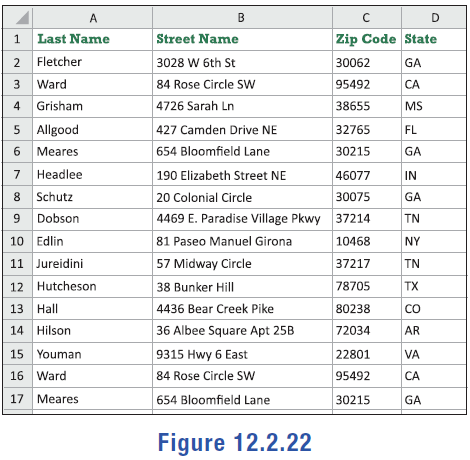 A B C D
1 Last Name Street Name Zip Code State
2 Fletcher 3028 W 6th St 30062 GA
3 Ward 84 Rose Circle SW 95492 CA
4 Grisham 4726 Sarah Ln 38655 MS
5 Allgood 427 Camden Drive NE 32765 FL
6 Meares 654 Bloomfield Lane 30215 GA
7 Headlee 190 Elizabeth Street NE 46077 IN
8 Schutz 20 Colonial Circle 30075 GA
9 Dobson 4469 E. Paradise Village Pkwy 37214 TN
10 Edlin 81 Paseo Manuel Girona 10468 NY
11 Jureidini 57 Midway Circle 37217 TN
12 Hutcheson 38 Bunker Hill 78705 TX
13 Hall 4436 Bear Creek Pike 80238 CO
14 Hilson 36 Albee Square Apt 25B 72034 AR
15 Youman 9315 Hwy 6 East 22801 VA
16 Ward 84 Rose Circle SW 95492 CA
17 Meares 654 Bloomfield Lane 30215 GA
Figure 12.2.22